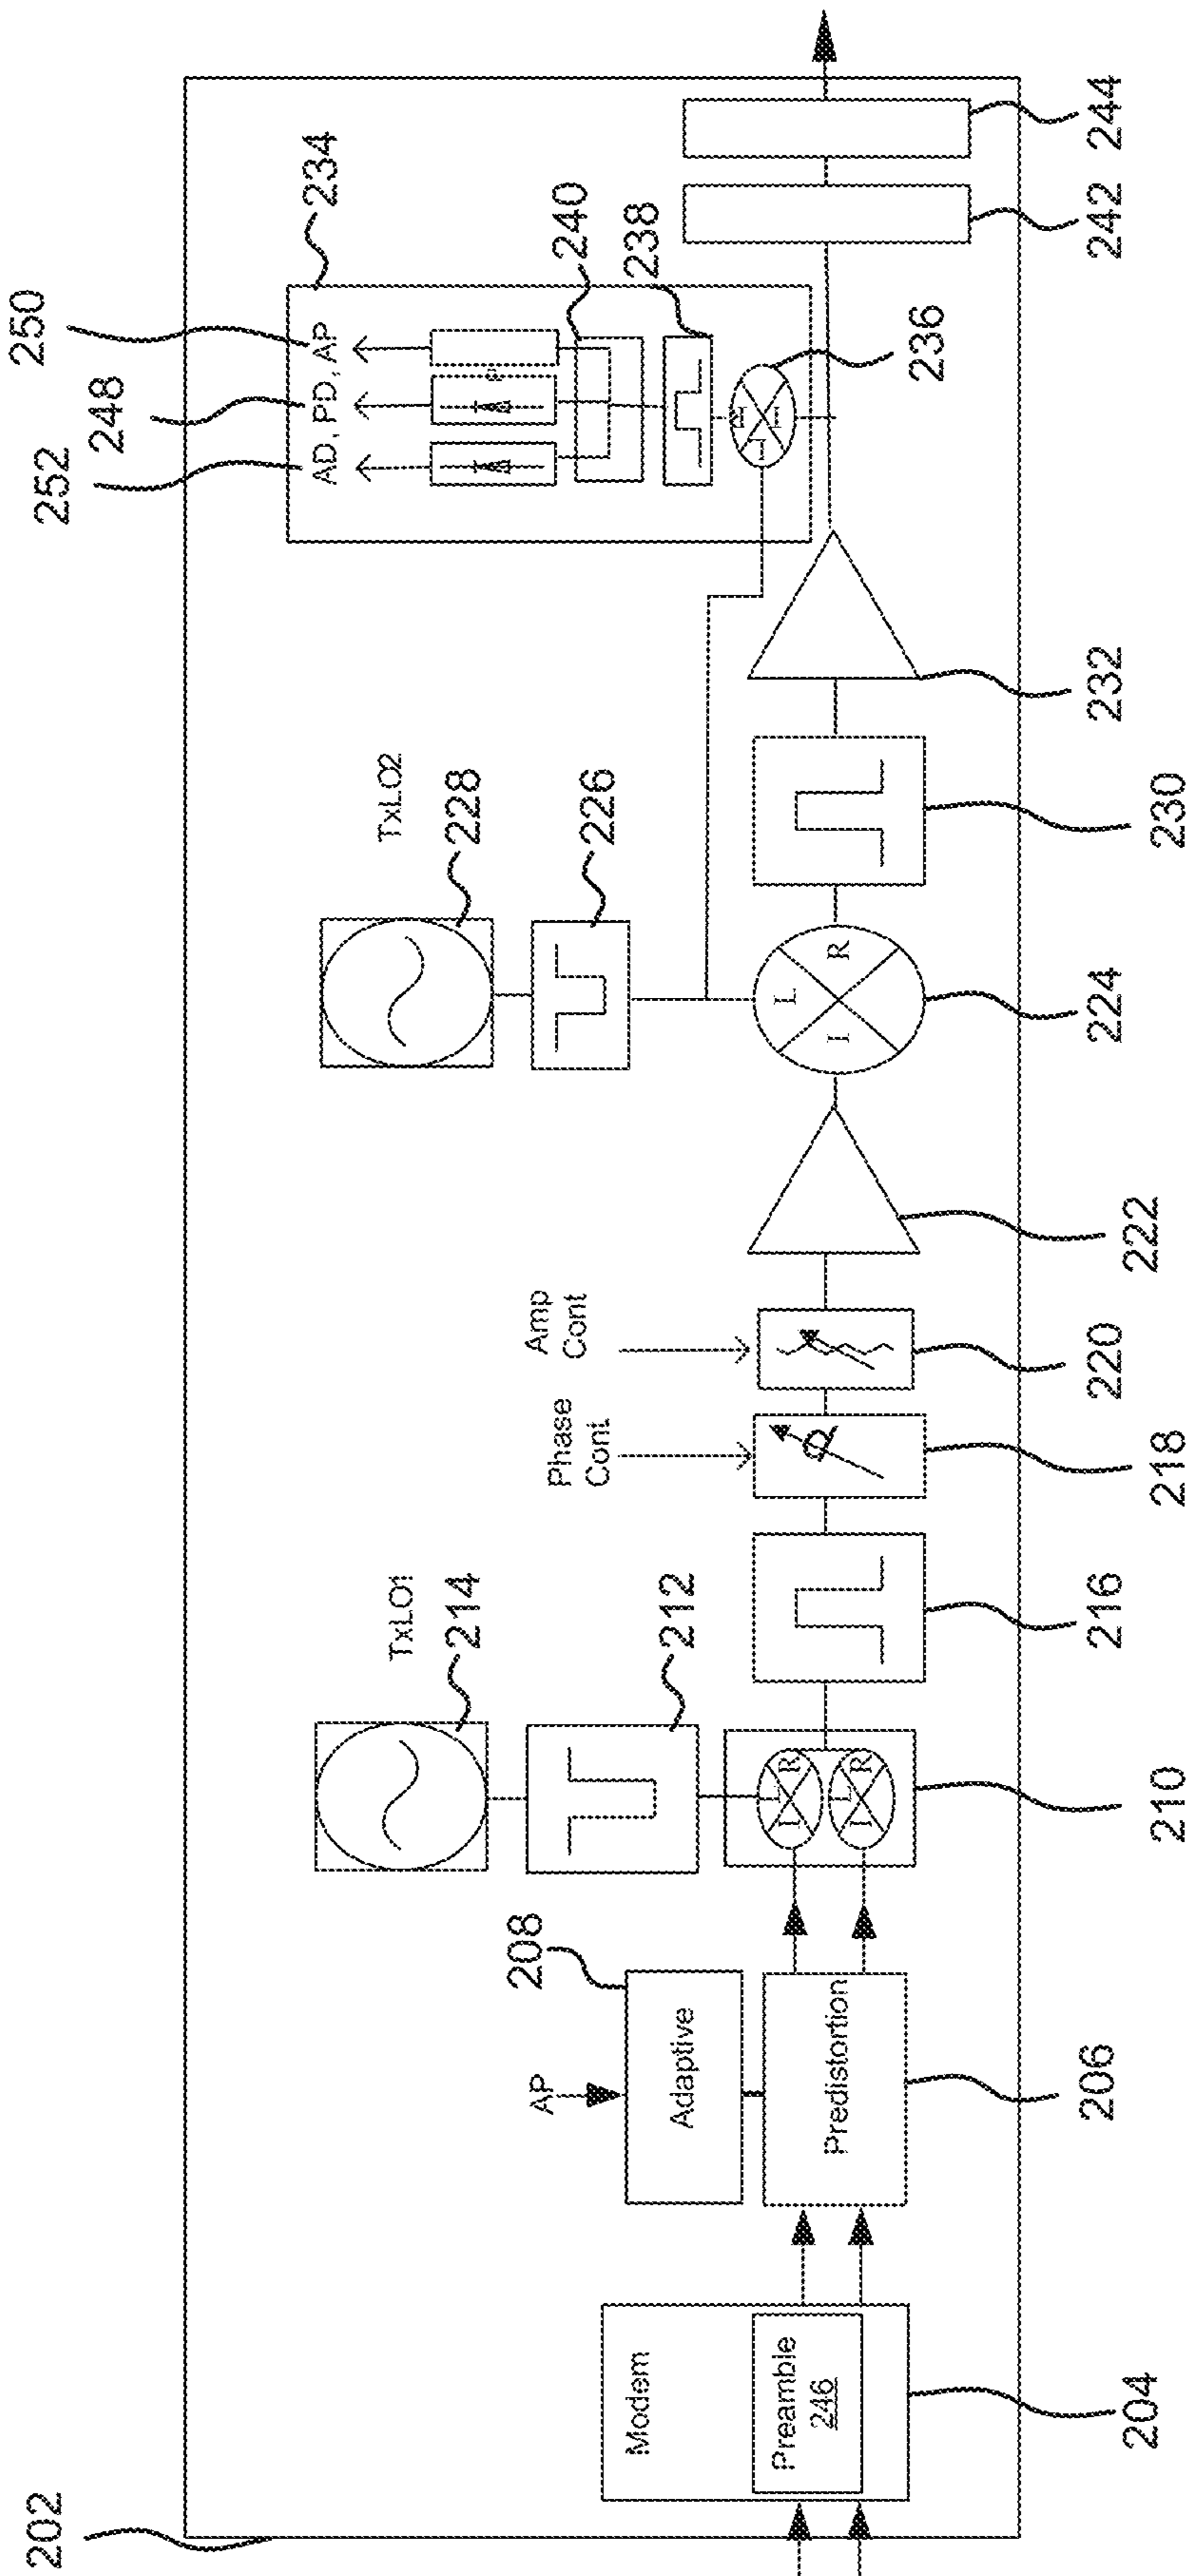 202
Modem
Preamble
246
204
AP
Adaptive
208
Predistortion
206
TxLO1
214
212
I L R
I L R
210
216
Phase
Cont
218
Amp
Cont
220
222
TxLO2
228
226
I L R
224
230
232
252
248
250
AD, PD, AP
234
240
238
236
242
244